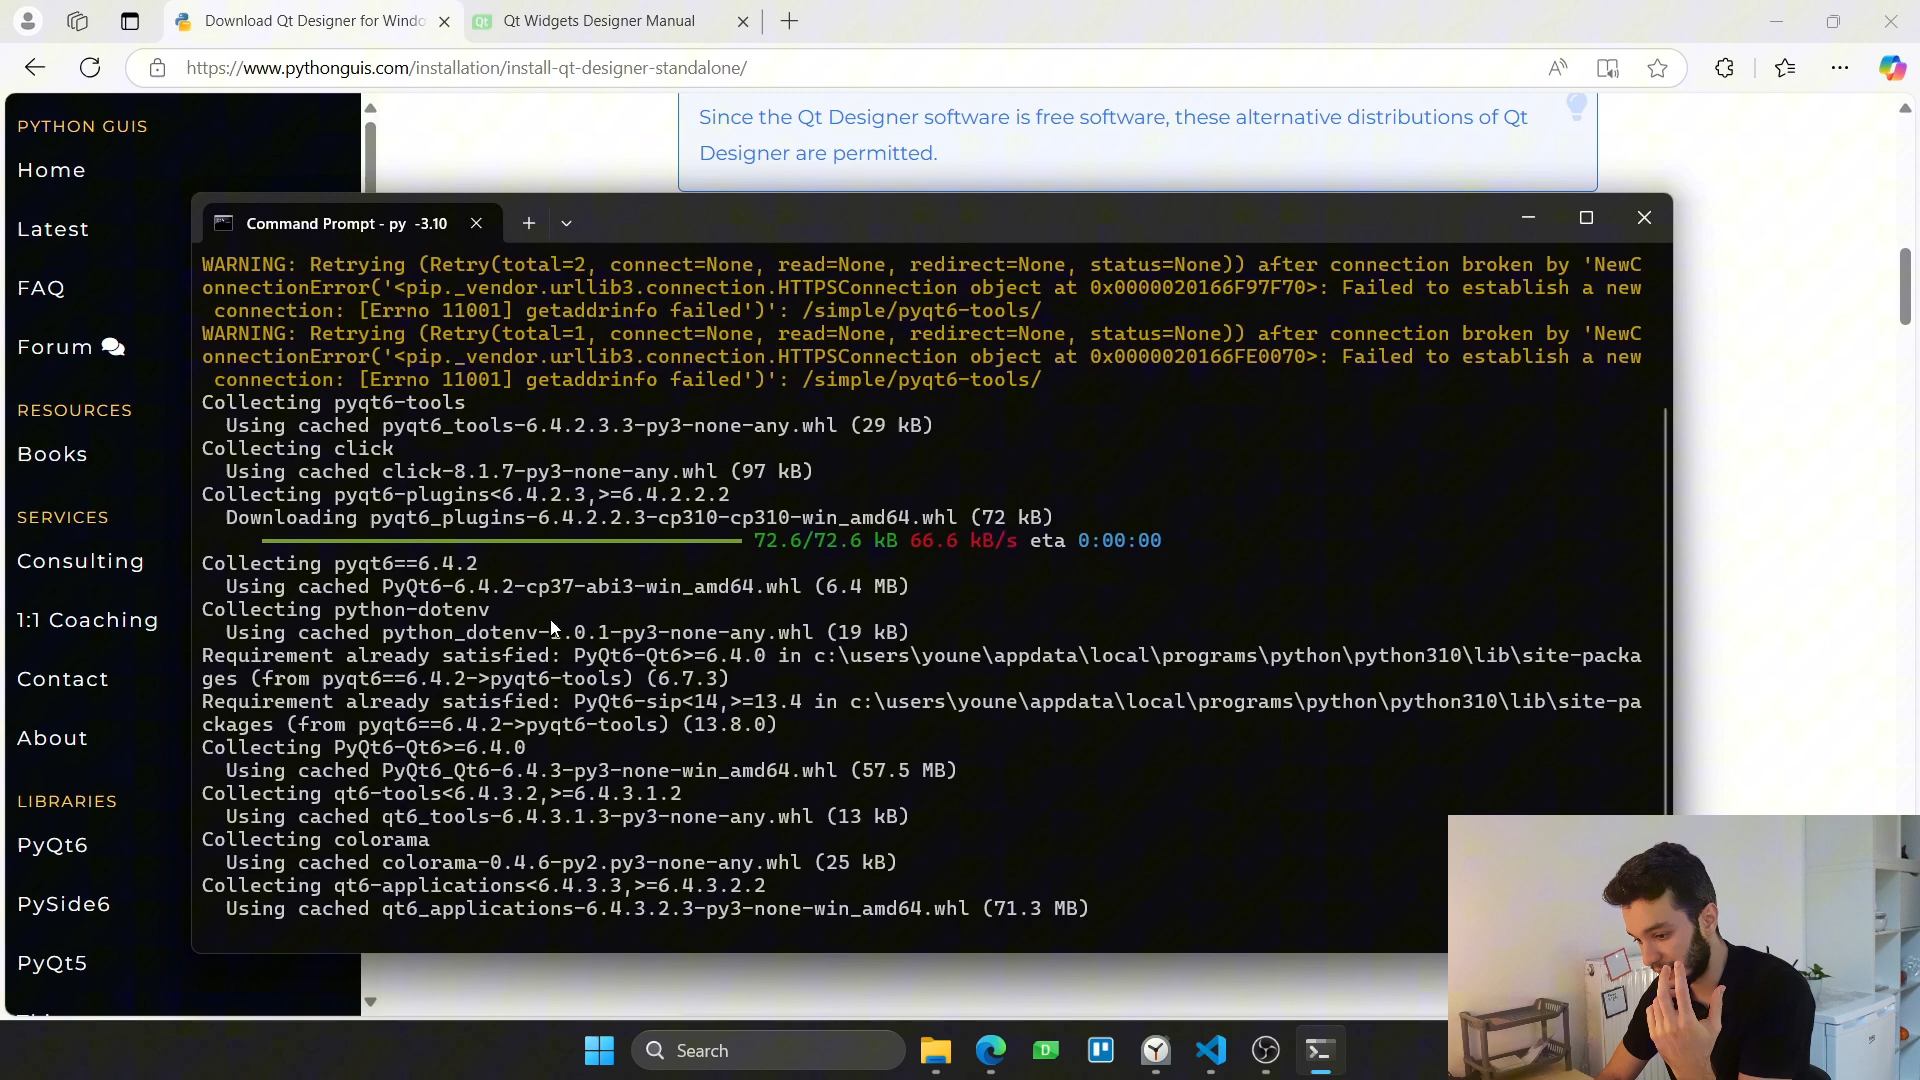 Download Qt Designer for Windo
Qt Widgets Designer Manual
https://www.pythonguis.com/installation/install-qt-designer-standalone/
Since the Qt Designer software is free software, these alternative distributions of Qt
Designer are permitted.
PYTHON GUIS
Home
Latest
FAQ
Forum
RESOURCES
Books
SERVICES
Consulting
1:1 Coaching
Contact
About
LIBRARIES
PyQt6
PySide6
PyQt5
Command Prompt - py -3.10
WARNING: Retrying (Retry(total=2, connect=None, read=None, redirect=None, status=None)) after connection broken by 'NewC
onnectionError('<pip._vendor.urllib3.connection.HTTPSConnection object at 0x0000020166F97F70>: Failed to establish a new
connection: [Errno 11001] getaddrinfo failed')': /simple/pyqt6-tools/
WARNING: Retrying (Retry(total=1, connect=None, read=None, redirect=None, status=None)) after connection broken by 'NewC
onnectionError('<pip._vendor.urllib3.connection.HTTPSConnection object at 0x0000020166FE0070>: Failed to establish a new
connection: [Errno 11001] getaddrinfo failed')': /simple/pyqt6-tools/
Collecting pyqt6-tools
Using cached pyqt6_tools-6.4.2.3.3-py3-none-any.whl (29 kB)
Collecting click
Using cached click-8.1.7-py3-none-any.whl (97 kB)
Collecting pyqt6-plugins<6.4.2.3,>=6.4.2.2.2
Downloading pyqt6_plugins-6.4.2.2.3-cp310-cp310-win_amd64.whl (72 kB)
72.6/72.6 kB 66.6 kB/s eta 0:00:00
Collecting pyqt6==6.4.2
Using cached PyQt6-6.4.2-cp37-abi3-win_amd64.whl (6.4 MB)
Collecting python-dotenv
Using cached python_dotenv-1.0.1-py3-none-any.whl (19 kB)
Requirement already satisfied: PyQt6-Qt6>=6.4.0 in c:\users\youne\appdata\local\programs\python\python310\lib\site-packa
ges (from pyqt6==6.4.2->pyqt6-tools) (6.7.3)
Requirement already satisfied: PyQt6-sip<14,>=13.4 in c:\users\youne\appdata\local\programs\python\python310\lib\site-pa
ckages (from pyqt6==6.4.2->pyqt6-tools) (13.8.0)
Collecting PyQt6-Qt6>=6.4.0
Using cached PyQt6_Qt6-6.4.3-py3-none-win_amd64.whl (57.5 MB)
Collecting qt6-tools<6.4.3.2,>=6.4.3.1.2
Using cached qt6_tools-6.4.3.1.3-py3-none-any.whl (13 kB)
Collecting colorama
Using cached colorama-0.4.6-py2.py3-none-any.whl (25 kB)
Collecting qt6-applications<6.4.3.3,>=6.4.3.2.2
Using cached qt6_applications-6.4.3.2.3-py3-none-win_amd64.whl (71.3 MB)
Search